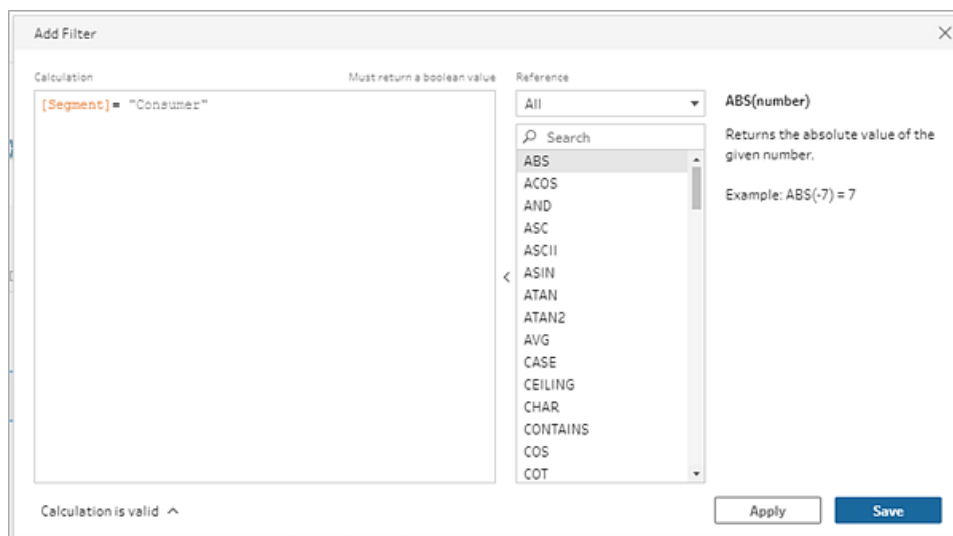 Add Filter
Calculation
Must return a boolean value
[Segment]= "Consumer"
Reference
All
Search
ABS
ACOS
AND
ASC
ASCII
ASIN
ATAN
ATAN2
AVG
CASE
CEILING
CHAR
CONTAINS
COS
COT
ABS(number)
Returns the absolute value of the
given number.
Example: ABS(-7) = 7
Calculation is valid
Apply
Save